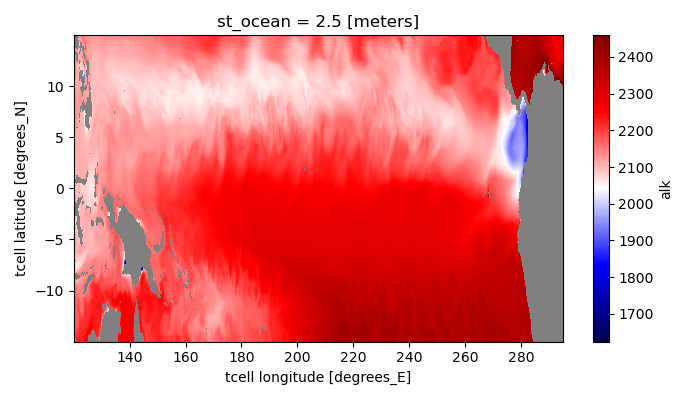 st_ocean = 2.5 [meters]
10
5
0
−5
−10
tcell latitude [degrees_N]
140 160 180 200 220 240 260 280
tcell longitude [degrees_E]
2400
2300
2200
2100
2000
1900
1800
1700
alk